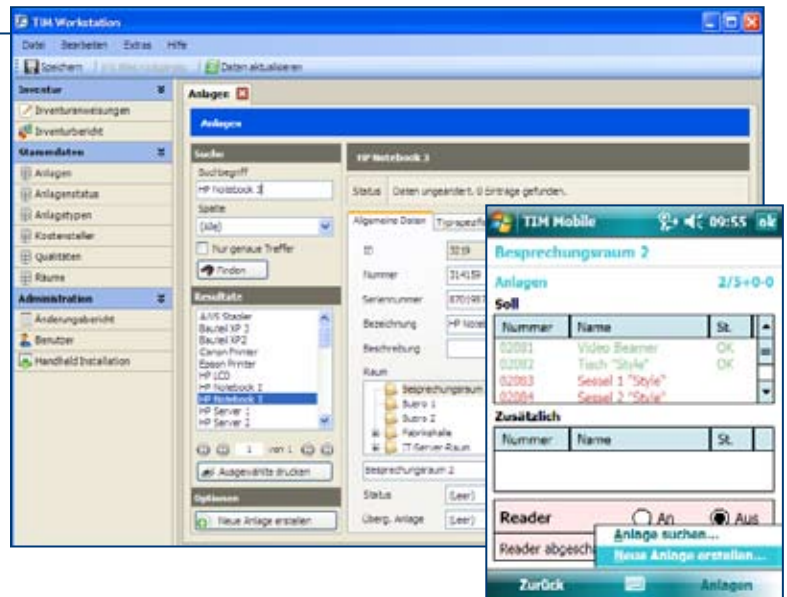 TIM Workstation
Datei Bearbeiten Extras Hilfe
Speichern Daten aktualisieren
Inventur
Inventuranweisungen
Inventurbericht
Stammdaten
Anlagen
Anlagenstatus
Anlagetypen
Kostenstellen
Qualitäten
Räume
Administration
Änderungsbericht
Benutzer
Handheld Installation
Anlagen
Anlagen
Suche
Suchbegriff
HP Notebook 3
Spalte
(Alle)
Nur genaue Treffer
Finden
Resultate
AVS Stapler
Bauteil XP 3
Bauteil XP2
Canon Printer
Epson Printer
HP LCD
HP Notebook 2
HP Notebook 3
HP Server 1
HP Server 2
1 von 1
Ausgewählte drucken
Optionen
Neue Anlage erstellen
HP Notebook 3
Status Daten ungeändert. 0 Einträge gefunden.
Allgemeine Daten
ID
Nummer 314159
Seriennummer
Bezeichnung
Beschreibung
Raum
Besprechungsraum
Buero 1
Buero 2
Fabrikhalle
IT-Server-Raum
Besprechungsraum 2
Status (Leer)
Überg. Anlage (Leer)
TIM Mobile 09:55 ok
Besprechungsraum 2
Anlagen 2/5+0-0
Soll
Nummer Name St.
02081 Video Beamer OK
02082 Tisch "Style" OK
02083 Sessel 1 "Style"
02084 Sessel 2 "Style"
Zusätzlich
Nummer Name St.
Reader An Aus
Reader
Anlage suchen...
Neue Anlage erstellen...
Zurück Anlagen